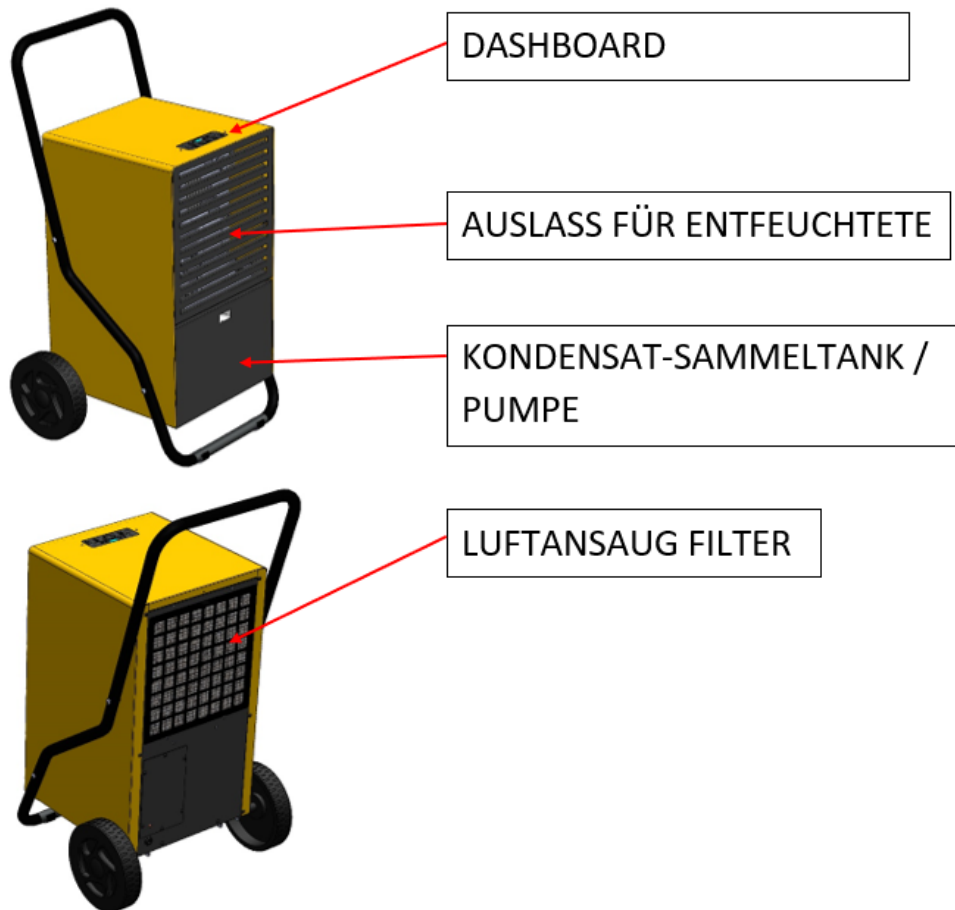 DASHBOARD
AUSLASS FÜR ENTFEUCHTETE
KONDENSAT-SAMMELTANK /
PUMPE
LUFTANSAUG FILTER